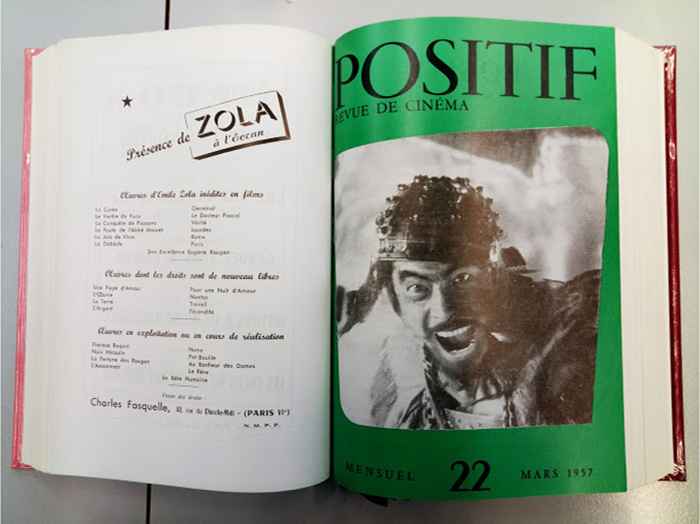 ★
Présence de ZOLA
à l'Écran
Œuvres d'Emile Zola inédites en films
La Curée Germinal
Le Ventre de Paris Le Docteur Pascal
La Conquête de Plassans Vérité
La Faute de l'Abbé Mouret Lourdes
La Joie de Vivre Rome
La Débâcle Paris
Son Excellence Eugène Rougon
Œuvres dont les droits sont de nouveau libres
Une Page d'Amour Pour une Nuit d'Amour
L'Œuvre Nantas
La Terre Travail
L'Argent Fécondité
Œuvres en exploitation ou en cours de réalisation
Thérèse Raquin Nana
Naïs Micoulin Pot-Bouille
La Fortune des Rougon Au Bonheur des Dames
L'Assommoir Le Rêve
La Bête Humaine
Vente des droits :
Charles Fasquelle, rue du Cherche-Midi - (PARIS VIe)
N. M. P. P.
POSITIF
REVUE DE CINÉMA
MENSUEL 22 MARS 1957